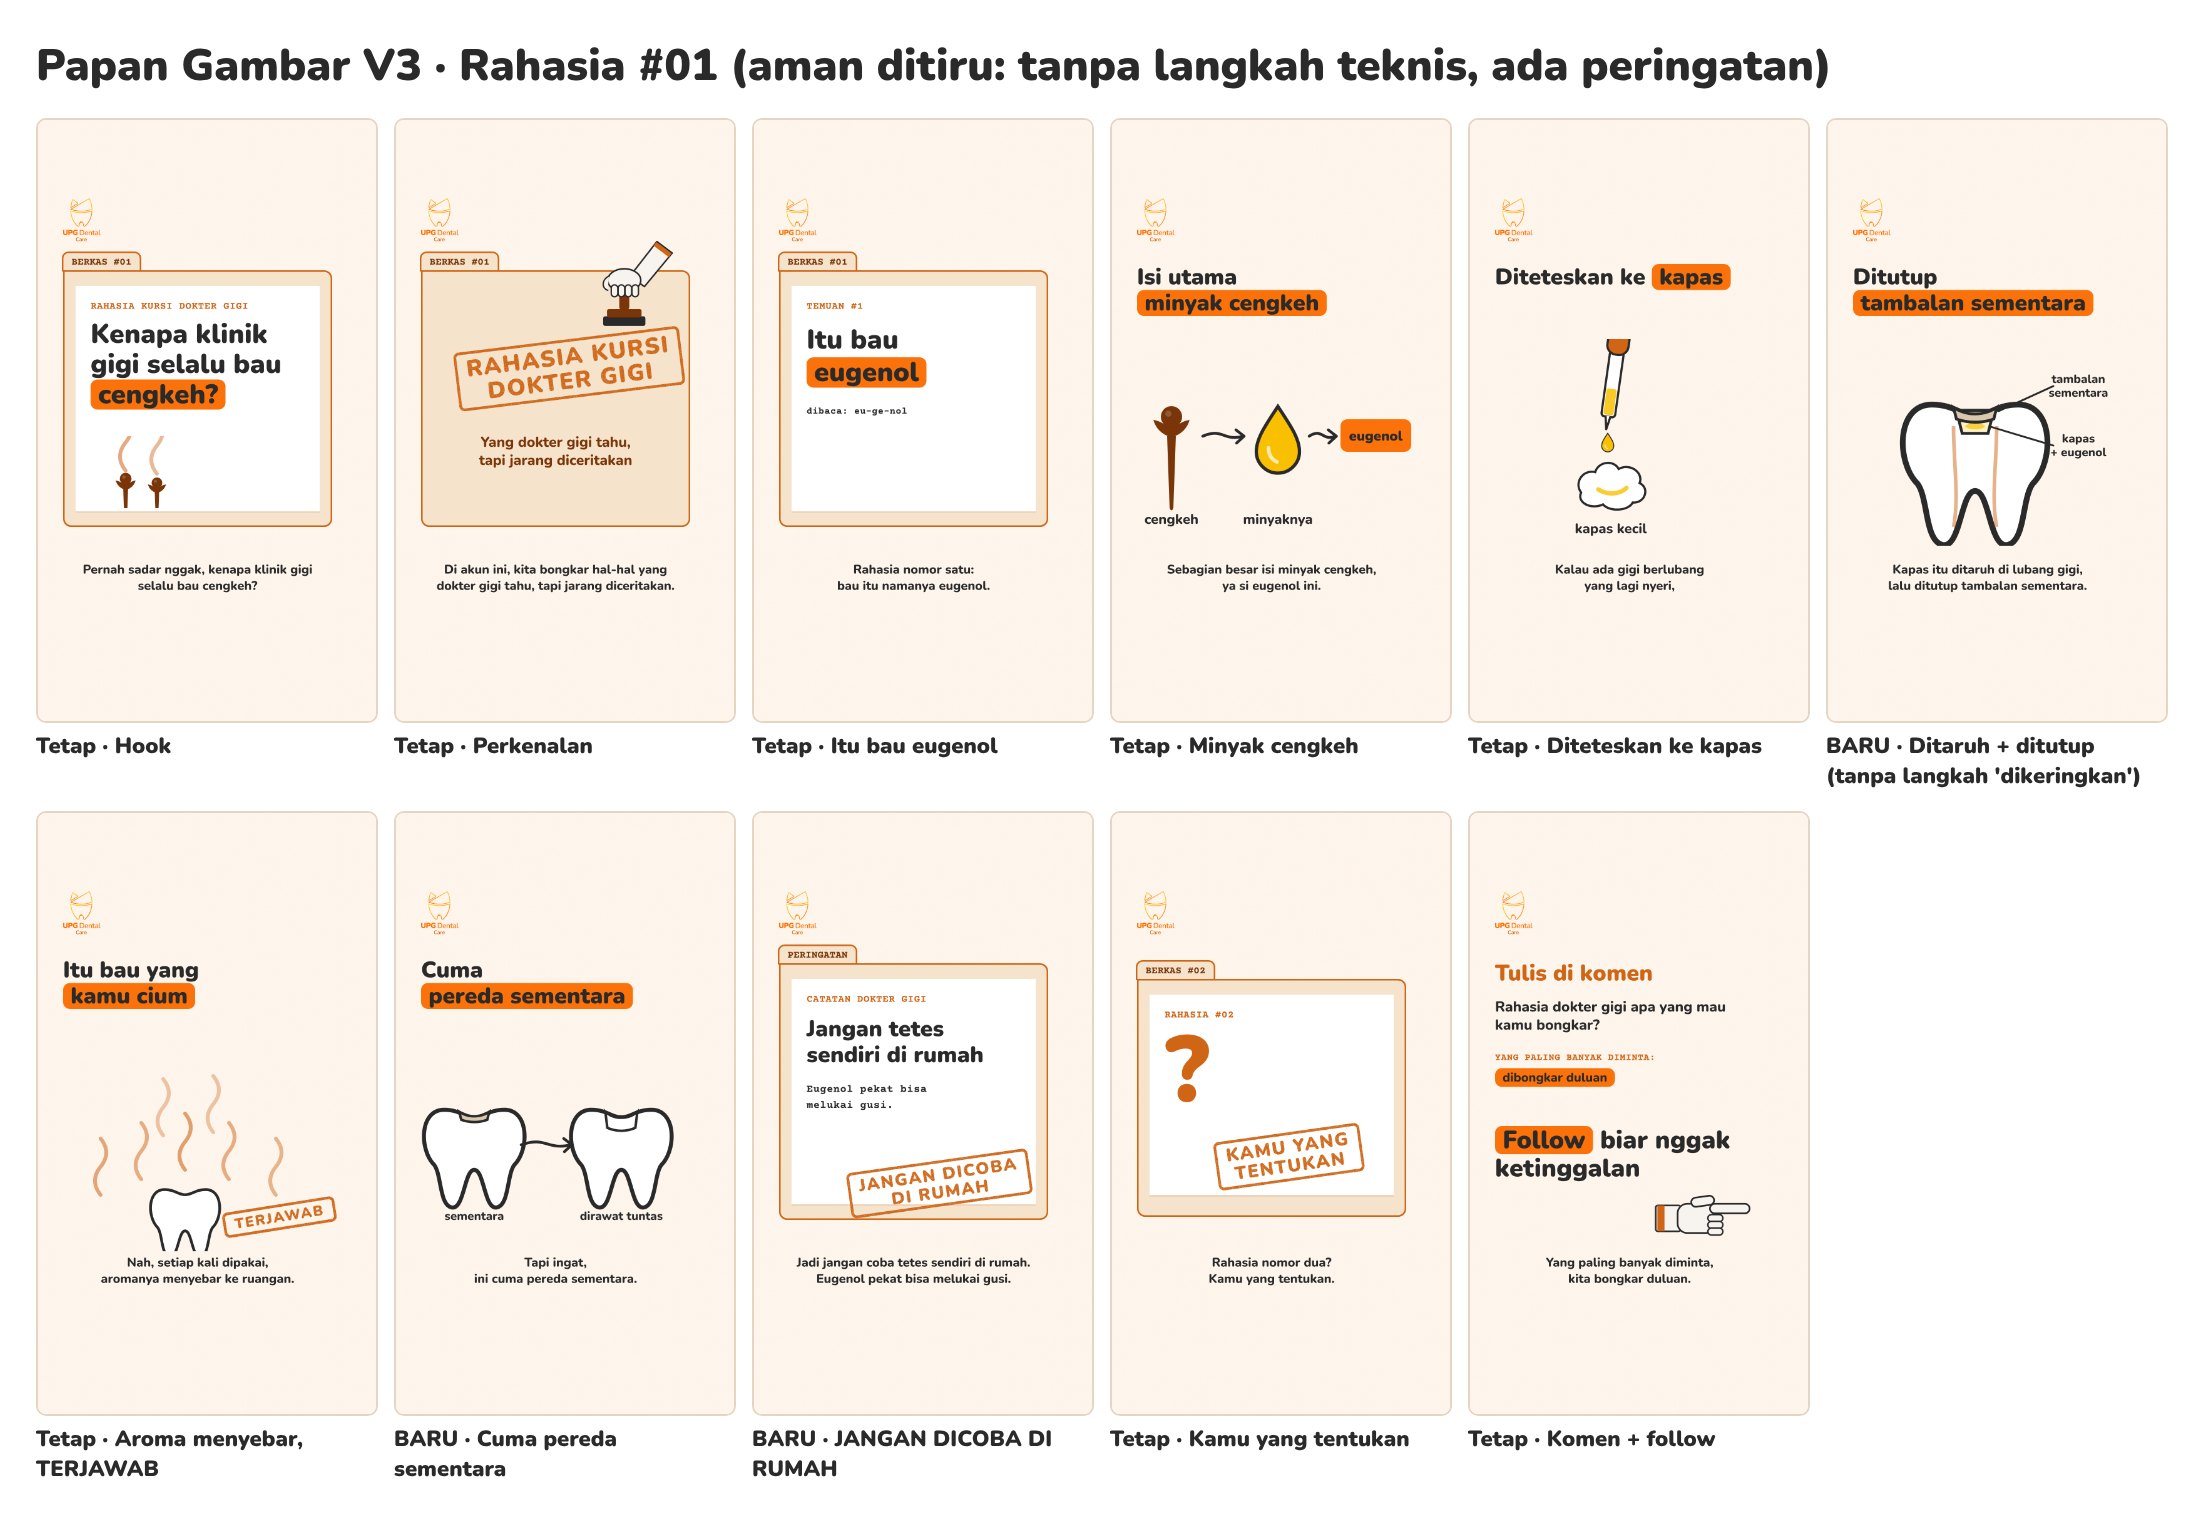 Papan Gambar V3 · Rahasia #01 (aman ditiru: tanpa langkah teknis, ada peringatan)
UPG Dental
Care
BERKAS #01
RAHASIA KURSI DOKTER GIGI
Kenapa klinik
gigi selalu bau
cengkeh?
Pernah sadar nggak, kenapa klinik gigi
selalu bau cengkeh?
Tetap · Hook
UPG Dental
Care
BERKAS #01
RAHASIA KURSI
DOKTER GIGI
Yang dokter gigi tahu,
tapi jarang diceritakan
Di akun ini, kita bongkar hal-hal yang
dokter gigi tahu, tapi jarang diceritakan.
Tetap · Perkenalan
UPG Dental
Care
BERKAS #01
TEMUAN #1
Itu bau
eugenol
dibaca: eu-ge-nol
Rahasia nomor satu:
bau itu namanya eugenol.
Tetap · Itu bau eugenol
UPG Dental
Care
Isi utama
minyak cengkeh
eugenol
cengkeh
minyaknya
Sebagian besar isi minyak cengkeh,
ya si eugenol ini.
Tetap · Minyak cengkeh
UPG Dental
Care
Diteteskan ke kapas
kapas kecil
Kalau ada gigi berlubang
yang lagi nyeri,
Tetap · Diteteskan ke kapas
UPG Dental
Care
Ditutup
tambalan sementara
tambalan
sementara
kapas
+ eugenol
Kapas itu ditaruh di lubang gigi,
lalu ditutup tambalan sementara.
BARU · Ditaruh + ditutup
(tanpa langkah 'dikeringkan')
UPG Dental
Care
Itu bau yang
kamu cium
TERJAWAB
Nah, setiap kali dipakai,
aromanya menyebar ke ruangan.
Tetap · Aroma menyebar,
TERJAWAB
UPG Dental
Care
Cuma
pereda sementara
sementara
dirawat tuntas
Tapi ingat,
ini cuma pereda sementara.
BARU · Cuma pereda
sementara
UPG Dental
Care
PERINGATAN
CATATAN DOKTER GIGI
Jangan tetes
sendiri di rumah
Eugenol pekat bisa
melukai gusi.
JANGAN DICOBA
DI RUMAH
Jadi jangan coba tetes sendiri di rumah.
Eugenol pekat bisa melukai gusi.
BARU · JANGAN DICOBA DI
RUMAH
UPG Dental
Care
BERKAS #02
RAHASIA #02
?
KAMU YANG
TENTUKAN
Rahasia nomor dua?
Kamu yang tentukan.
Tetap · Kamu yang tentukan
UPG Dental
Care
Tulis di komen
Rahasia dokter gigi apa yang mau
kamu bongkar?
YANG PALING BANYAK DIMINTA:
dibongkar duluan
Follow biar nggak
ketinggalan
Yang paling banyak diminta,
kita bongkar duluan.
Tetap · Komen + follow